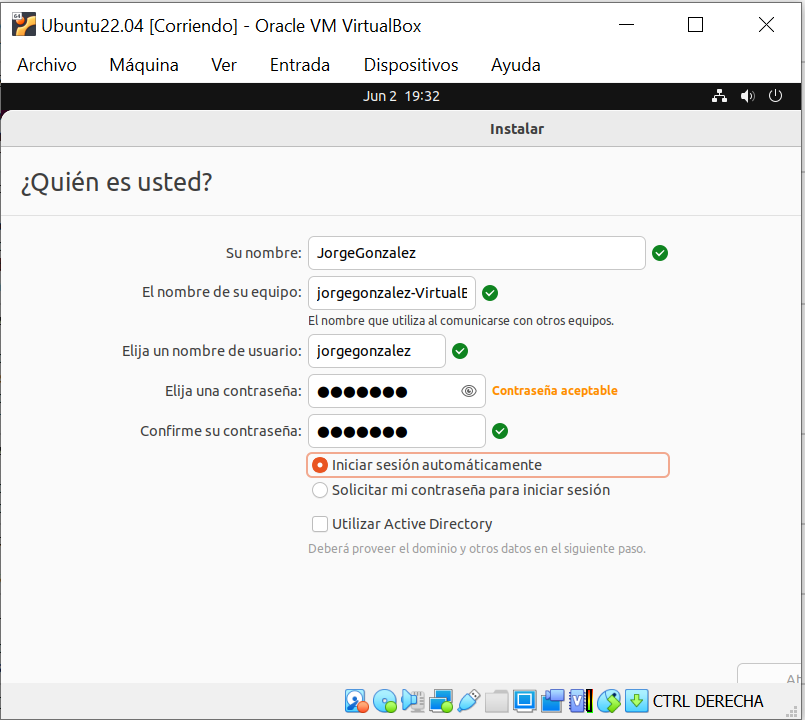 Ubuntu22.04 [Corriendo] - Oracle VM VirtualBox
Archivo Máquina Ver Entrada Dispositivos Ayuda
Jun 2 19:32
Instalar
¿Quién es usted?
Su nombre: JorgeGonzalez
El nombre de su equipo: jorgegonzalez-VirtualB
El nombre que utiliza al comunicarse con otros equipos.
Elija un nombre de usuario: jorgegonzalez
Elija una contraseña: ●●●●●●● Contraseña aceptable
Confirme su contraseña: ●●●●●●●
Iniciar sesión automáticamente
Solicitar mi contraseña para iniciar sesión
Utilizar Active Directory
Deberá proveer el dominio y otros datos en el siguiente paso.
CTRL DERECHA